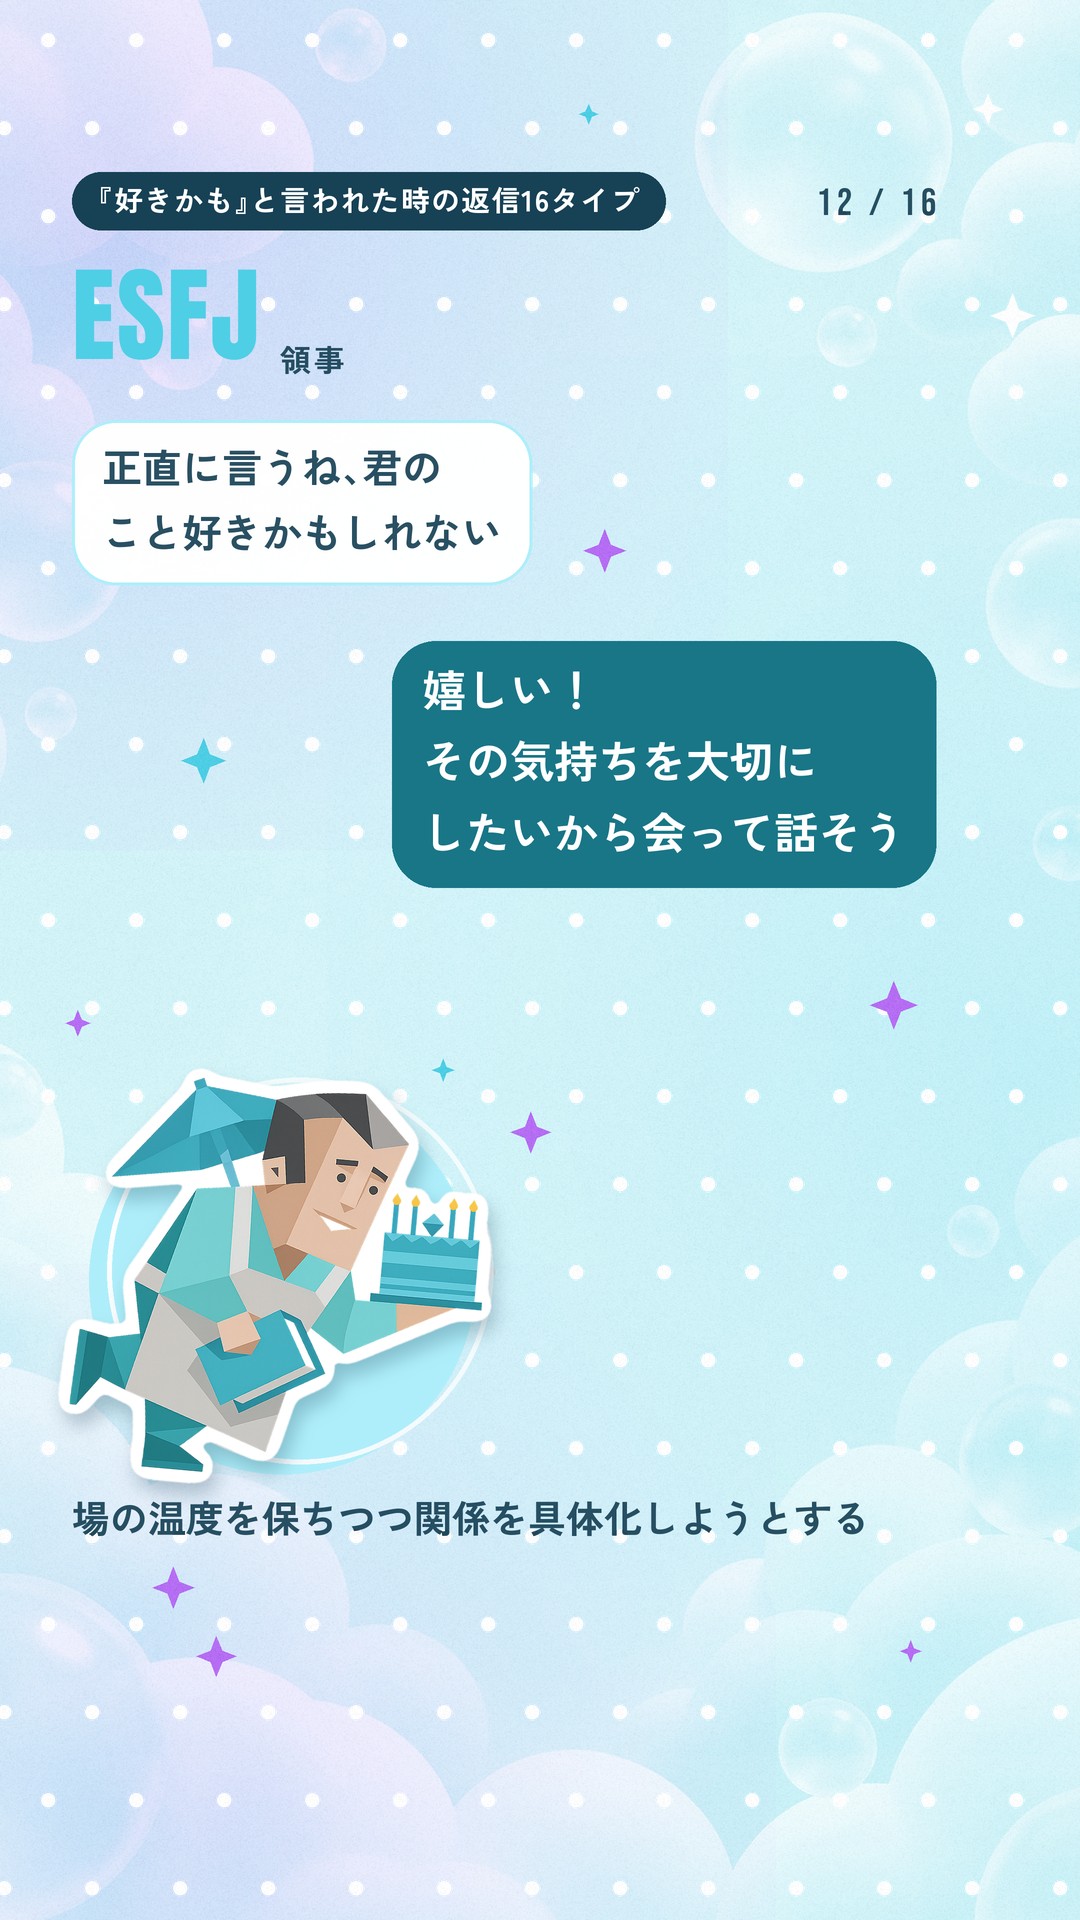 『好きかも』と言われた時の返信16タイプ
12 / 16
ESFJ
領事
正直に言うね、君の
こと好きかもしれない
嬉しい！
その気持ちを大切に
したいから会って話そう
場の温度を保ちつつ関係を具体化しようとする